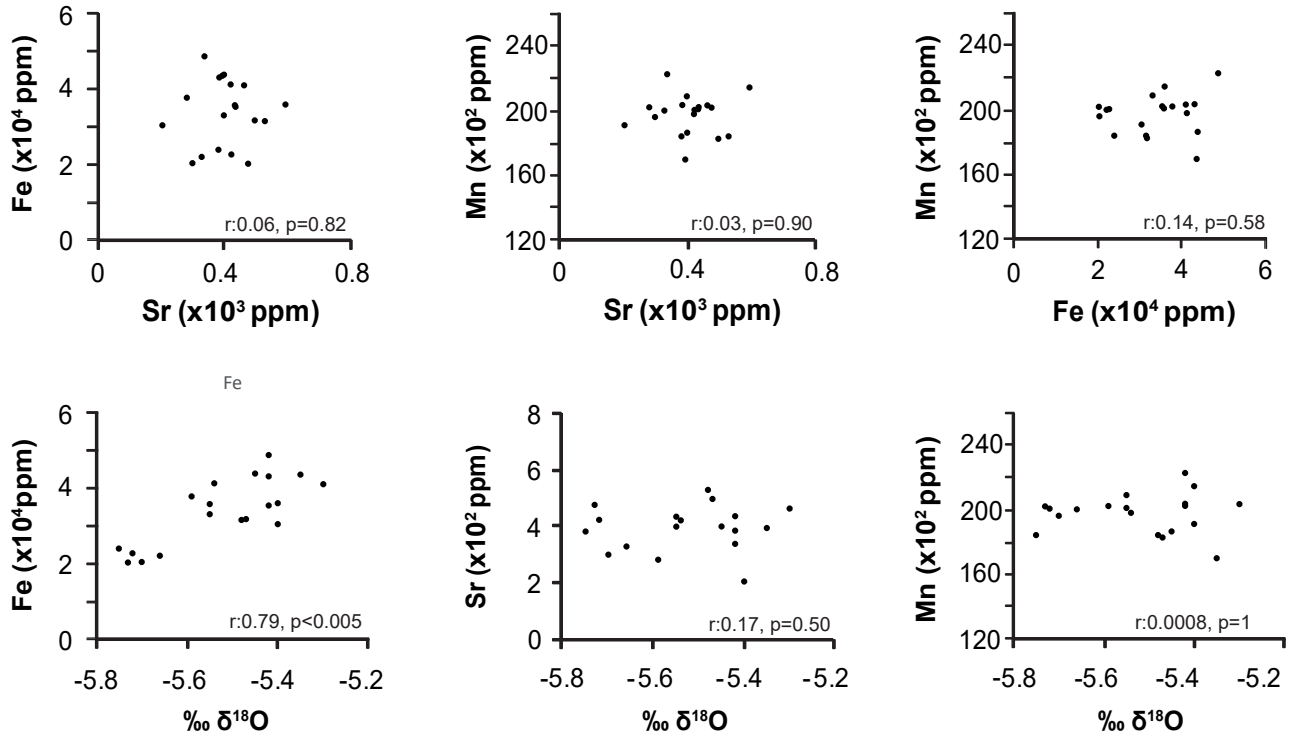 6
4
2
0
Fe (x10⁴ ppm)
r:0.06, p=0.82
0
0.4
0.8
Sr (x10³ ppm)
240
200
160
120
Mn (x10² ppm)
r:0.03, p=0.90
0
0.4
0.8
Sr (x10³ ppm)
240
200
160
120
Mn (x10² ppm)
r:0.14, p=0.58
0
2
4
6
Fe (x10⁴ ppm)
Fe
6
4
2
0
Fe (x10⁴ppm)
r:0.79, p<0.005
-5.8
-5.6
-5.4
-5.2
‰ δ¹⁸O
8
6
4
2
0
Sr (x10² ppm)
r:0.17, p=0.50
-5.8
-5.6
-5.4
-5.2
‰ δ¹⁸O
240
200
160
120
Mn (x10² ppm)
r:0.0008, p=1
-5.8
-5.6
-5.4
-5.2
‰ δ¹⁸O